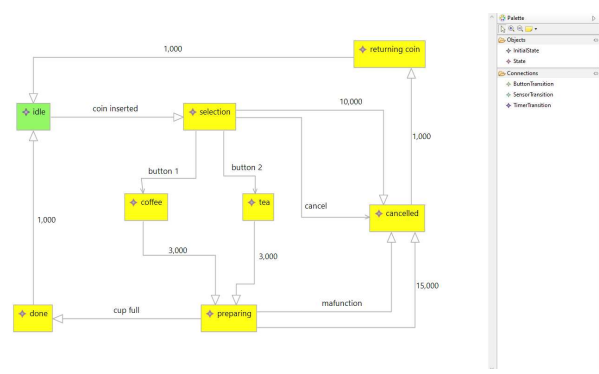 1,000
returning coin
idle
coin inserted
selection
10,000
1,000
button 1
button 2
coffee
tea
cancel
cancelled
1,000
3,000
3,000
15,000
done
cup full
preparing
mafunction
Palette
Objects
InitialState
State
Connections
ButtonTransition
SensorTransition
TimerTransition